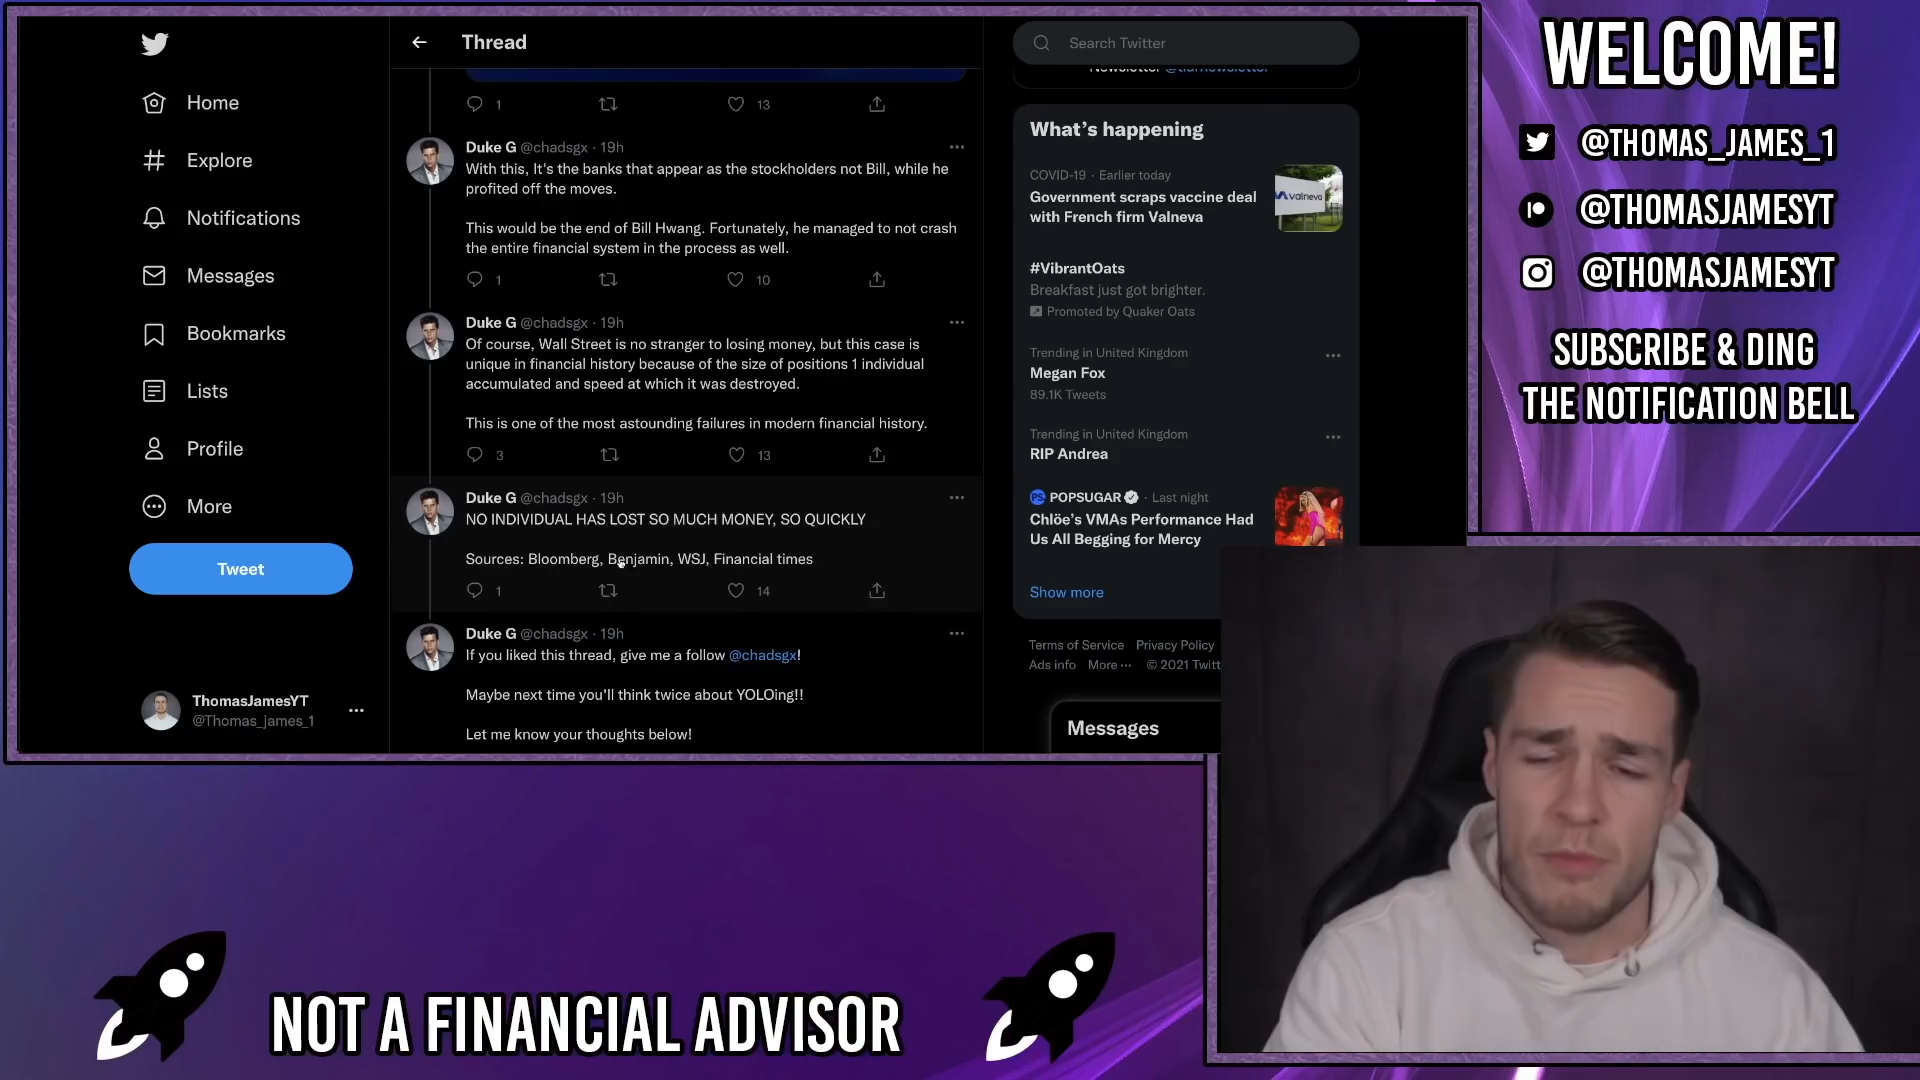 Home
Explore
Notifications
Messages
Bookmarks
Lists
Profile
More
Tweet
ThomasJamesYT
@Thomas_james_1
Thread
1
13
Duke G @chadsgx · 19h
With this, It's the banks that appear as the stockholders not Bill, while he
profited off the moves.
This would be the end of Bill Hwang. Fortunately, he managed to not crash
the entire financial system in the process as well.
1
10
Duke G @chadsgx · 19h
Of course, Wall Street is no stranger to losing money, but this case is
unique in financial history because of the size of positions 1 individual
accumulated and speed at which it was destroyed.
This is one of the most astounding failures in modern financial history.
3
13
Duke G @chadsgx · 19h
NO INDIVIDUAL HAS LOST SO MUCH MONEY, SO QUICKLY
Sources: Bloomberg, Benjamin, WSJ, Financial times
1
14
Duke G @chadsgx · 19h
If you liked this thread, give me a follow @chadsgx!
Maybe next time you'll think twice about YOLOing!!
Let me know your thoughts below!
Search Twitter
What's happening
COVID-19 · Earlier today
Government scraps vaccine deal
with French firm Valneva
valneva
#VibrantOats
Breakfast just got brighter.
Promoted by Quaker Oats
Trending in United Kingdom
Megan Fox
89.1K Tweets
Trending in United Kingdom
RIP Andrea
PS POPSUGAR · Last night
Chlöe's VMAs Performance Had
Us All Begging for Mercy
Show more
Terms of Service Privacy Policy
Ads info More ··· © 2021 Twitt
Messages
WELCOME!
@THOMAS_JAMES_1
@THOMASJAMESYT
@THOMASJAMESYT
SUBSCRIBE & DING
THE NOTIFICATION BELL
NOT A FINANCIAL ADVISOR